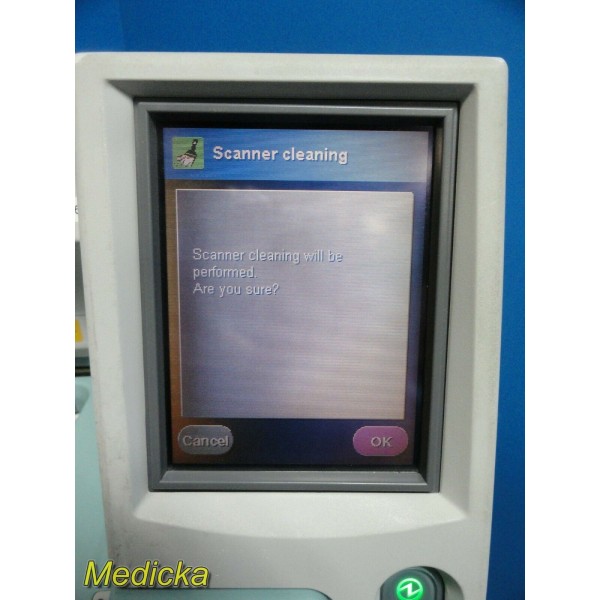 Scanner cleaning
Scanner cleaning will be
performed.
Are you sure?
Cancel
OK
Medicka